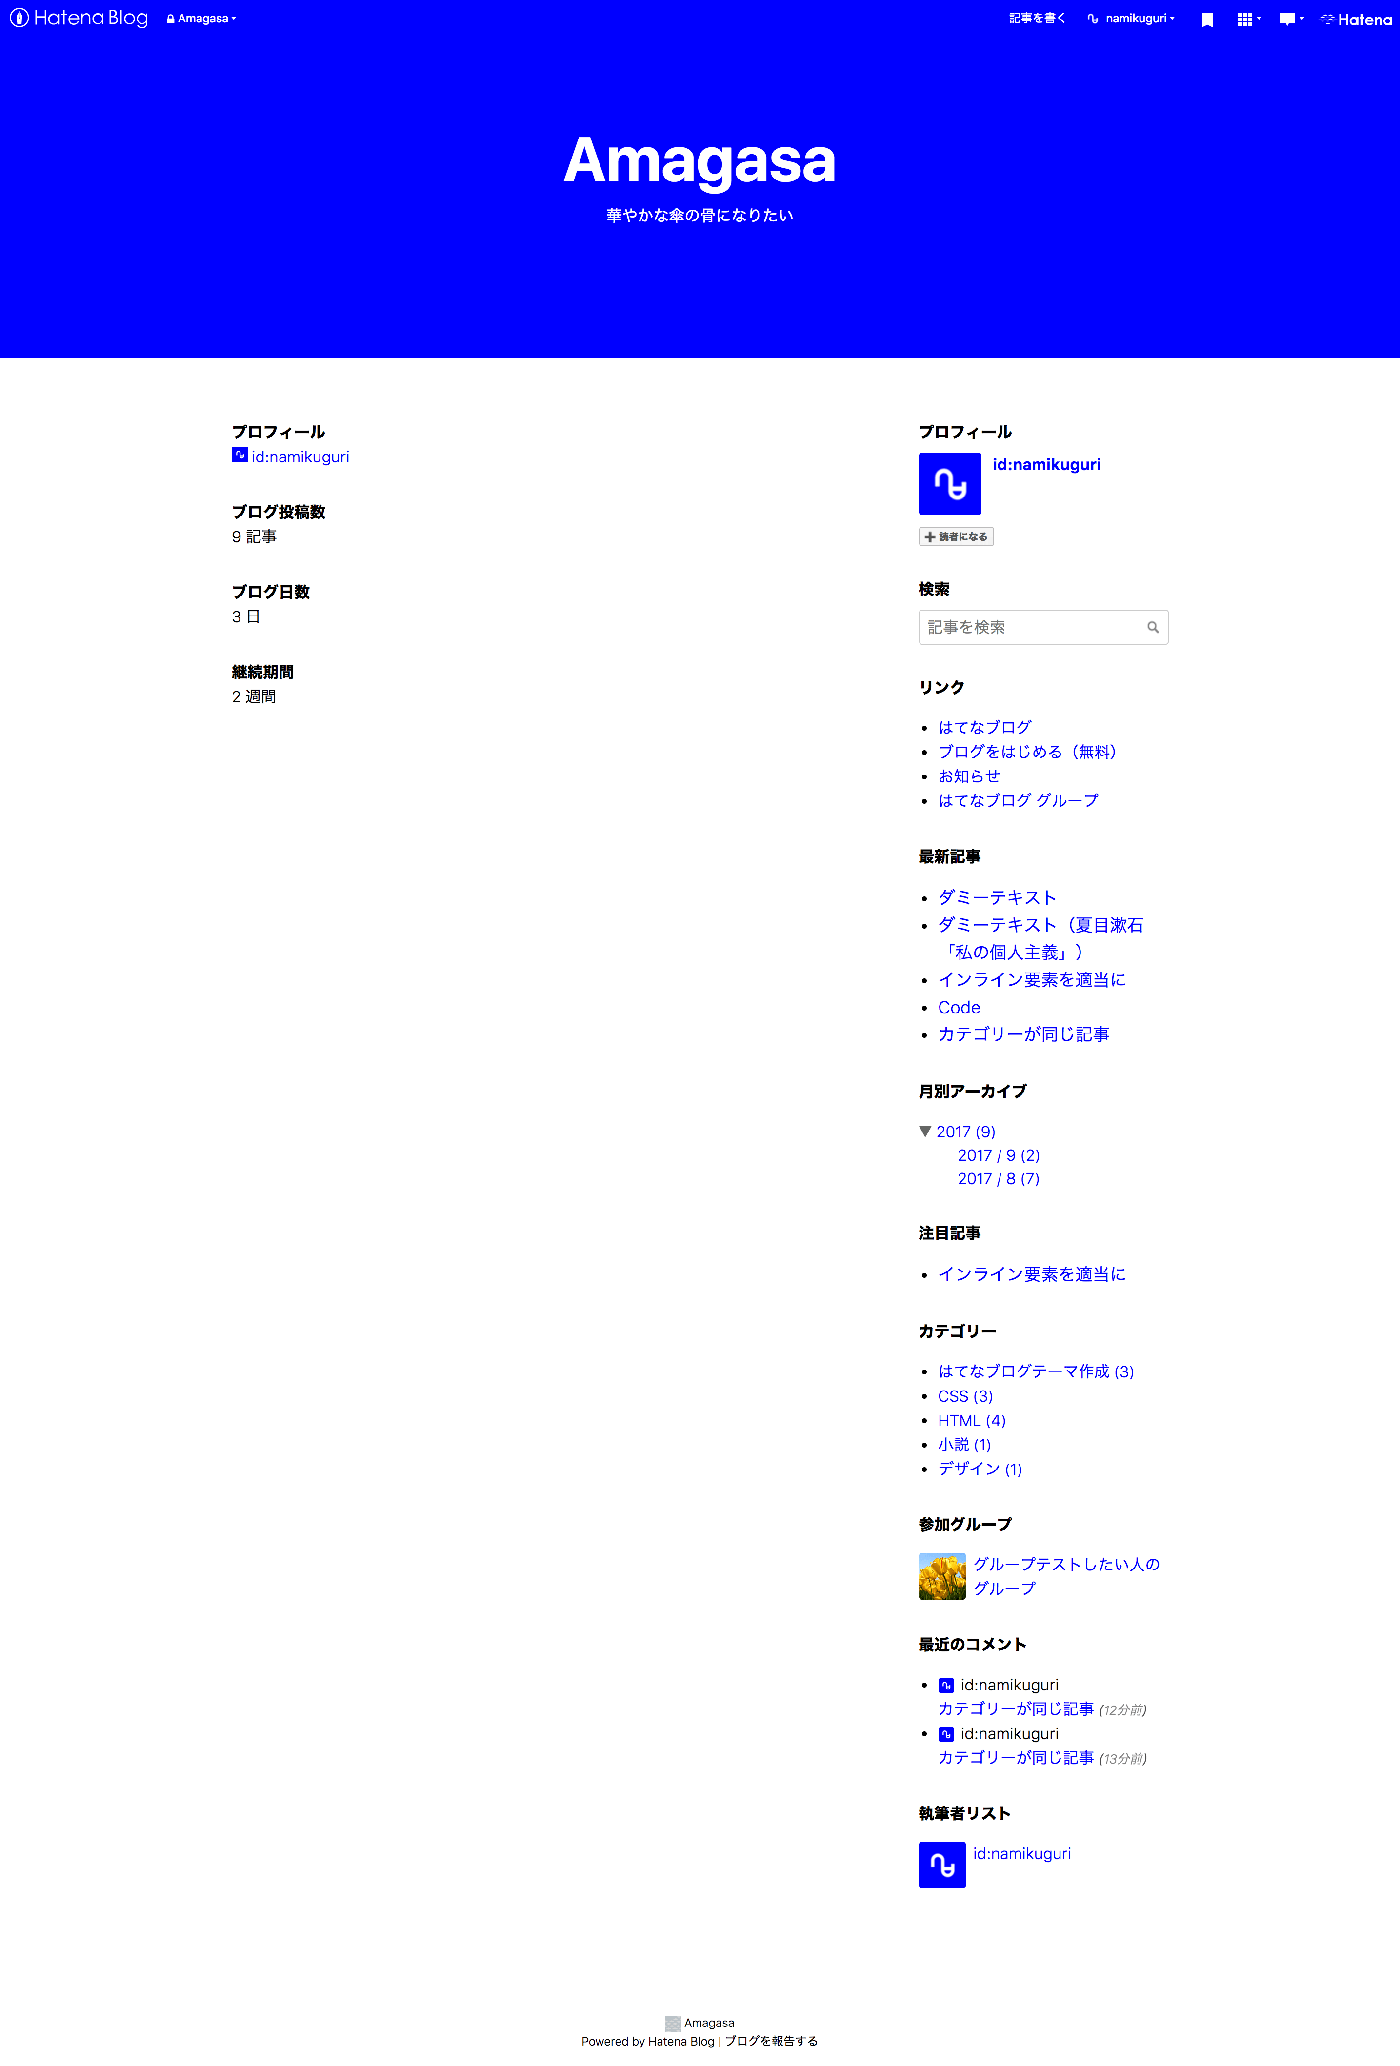 Hatena Blog Amagasa 記事を書く namikuguri Hatena
Amagasa
華やかな傘の骨になりたい
プロフィール
id:namikuguri
ブログ投稿数
9 記事
ブログ日数
3 日
継続期間
2 週間
プロフィール
id:namikuguri
読者になる
検索
記事を検索
リンク
はてなブログ
ブログをはじめる（無料）
お知らせ
はてなブログ グループ
最新記事
ダミーテキスト
ダミーテキスト（夏目漱石
「私の個人主義」）
インライン要素を適当に
Code
カテゴリーが同じ記事
月別アーカイブ
▼ 2017 (9)
2017 / 9 (2)
2017 / 8 (7)
注目記事
インライン要素を適当に
カテゴリー
はてなブログテーマ作成 (3)
CSS (3)
HTML (4)
小説 (1)
デザイン (1)
参加グループ
グループテストしたい人の
グループ
最近のコメント
id:namikuguri
カテゴリーが同じ記事 (12分前)
id:namikuguri
カテゴリーが同じ記事 (13分前)
執筆者リスト
id:namikuguri
Amagasa
Powered by Hatena Blog | ブログを報告する